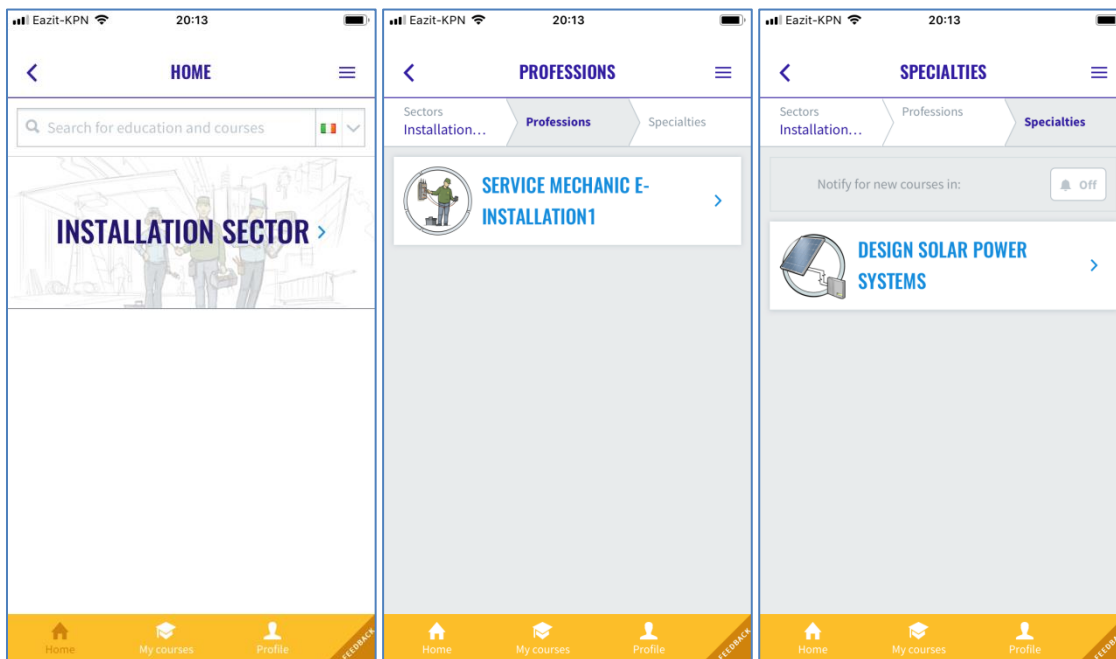 Eazit-KPN 20:13
HOME
Search for education and courses
INSTALLATION SECTOR
Home
My courses
Profile
FEEDBACK
Eazit-KPN 20:13
PROFESSIONS
Sectors
Installation...
Professions
Specialties
SERVICE MECHANIC E-
INSTALLATION1
Home
My courses
Profile
FEEDBACK
Eazit-KPN 20:13
SPECIALTIES
Sectors
Installation...
Professions
Specialties
Notify for new courses in:
Off
DESIGN SOLAR POWER
SYSTEMS
Home
My courses
Profile